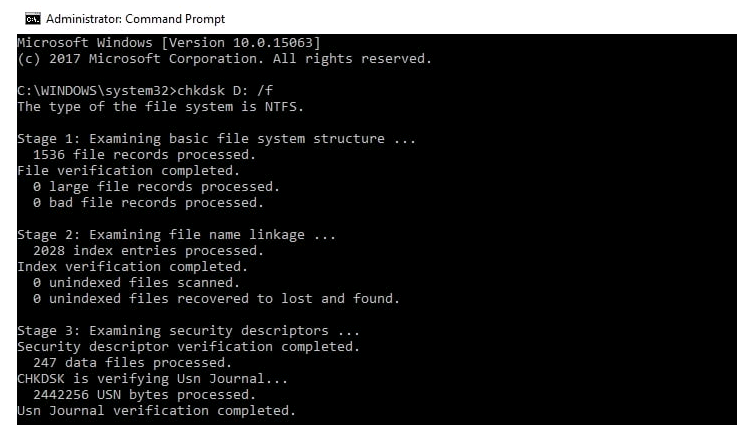 Administrator: Command Prompt
Microsoft Windows [Version 10.0.15063]
(c) 2017 Microsoft Corporation. All rights reserved.
C:\WINDOWS\system32>chkdsk D: /f
The type of the file system is NTFS.
Stage 1: Examining basic file system structure ...
1536 file records processed.
File verification completed.
0 large file records processed.
0 bad file records processed.
Stage 2: Examining file name linkage ...
2028 index entries processed.
Index verification completed.
0 unindexed files scanned.
0 unindexed files recovered to lost and found.
Stage 3: Examining security descriptors ...
Security descriptor verification completed.
247 data files processed.
CHKDSK is verifying Usn Journal...
2442256 USN bytes processed.
Usn Journal verification completed.